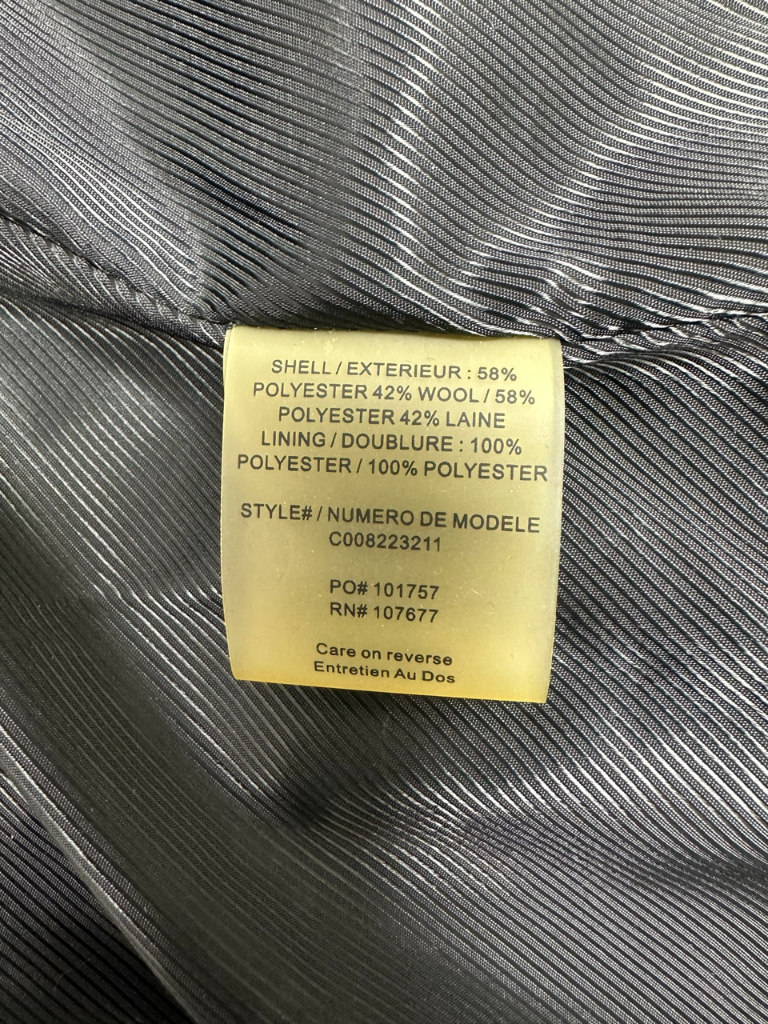 SHELL / EXTERIEUR : 58%
POLYESTER 42% WOOL / 58%
POLYESTER 42% LAINE
LINING / DOUBLURE : 100%
POLYESTER / 100% POLYESTER
STYLE# / NUMERO DE MODELE
C008223211
PO# 101757
RN# 107677
Care on reverse
Entretien Au Dos